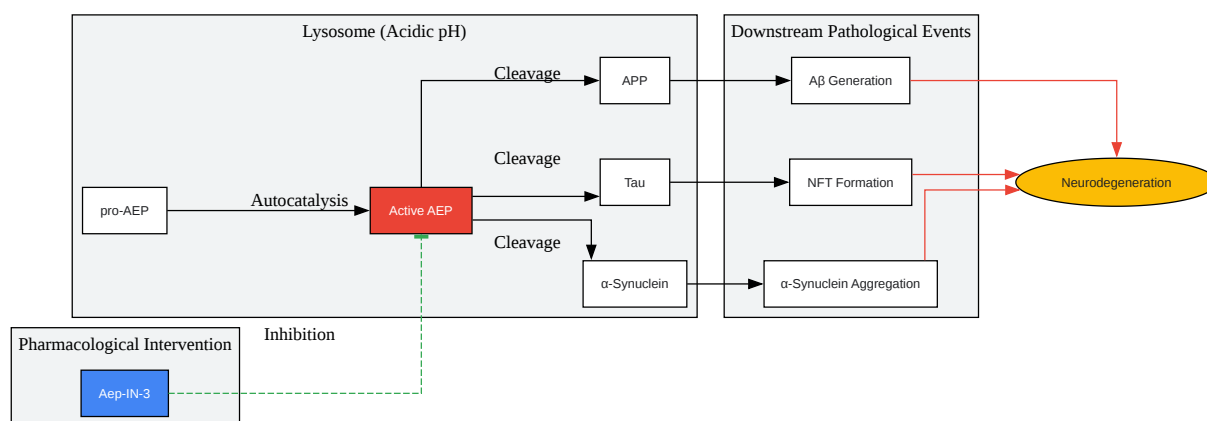 Lysosome (Acidic pH)
Downstream Pathological Events
Cleavage
APP
Aβ Generation
Cleavage
Tau
NFT Formation
Neurodegeneration
pro-AEP
Autocatalysis
Active AEP
Cleavage
α-Synuclein
α-Synuclein Aggregation
Inhibition
Pharmacological Intervention
Aep-IN-3